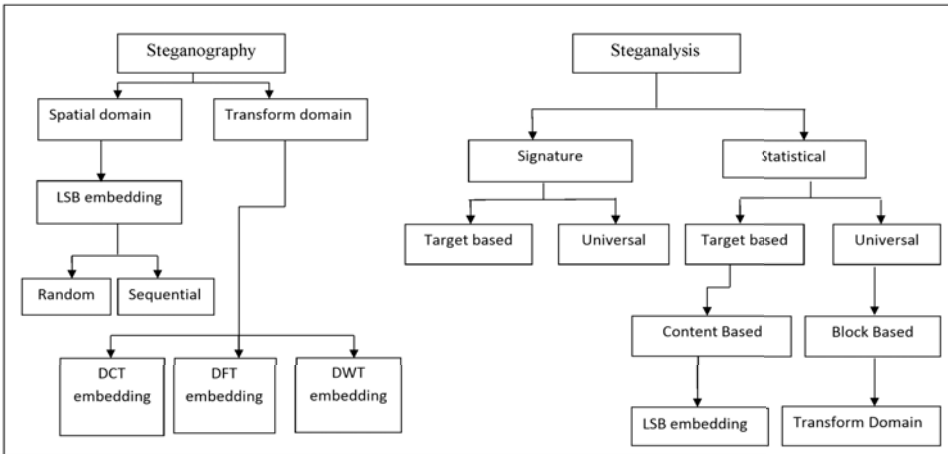 Steganography
Steganalysis
Spatial domain
Transform domain
Signature
Statistical
LSB embedding
Target based
Universal
Target based
Universal
Random
Sequential
Content Based
Block Based
DCT
embedding
DFT
embedding
DWT
embedding
LSB embedding
Transform Domain